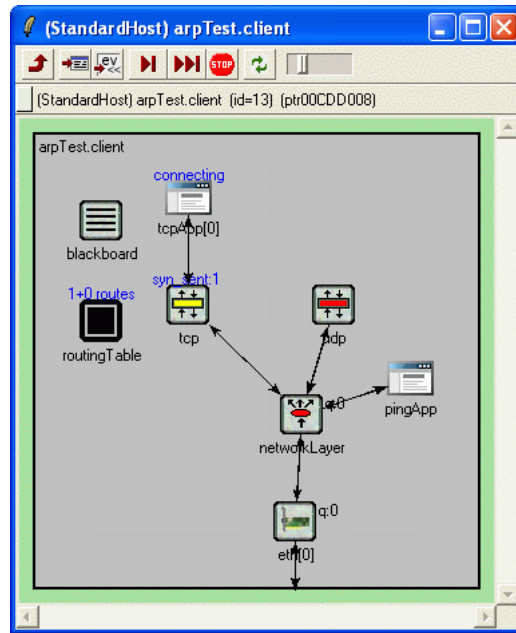 (StandardHost) arpTest.client
STOP
(StandardHost) arpTest.client (id=13) (ptr00CDD008)
arpTest.client
connecting
tcpApp[0]
blackboard
syn_sent:1
1+0 routes
tcp
udp
routingTable
q:0
pingApp
networkLayer
q:0
eth[0]